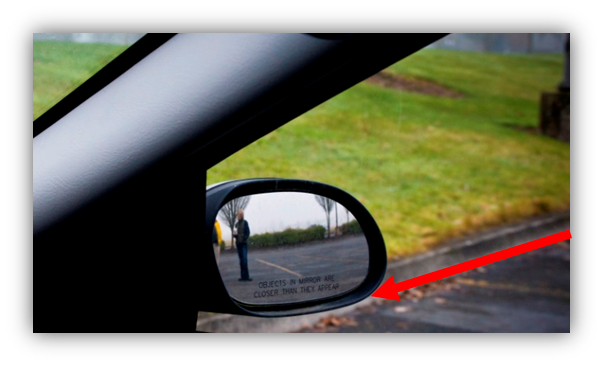 OBJECTS IN MIRROR ARE
CLOSER THAN THEY APPEAR